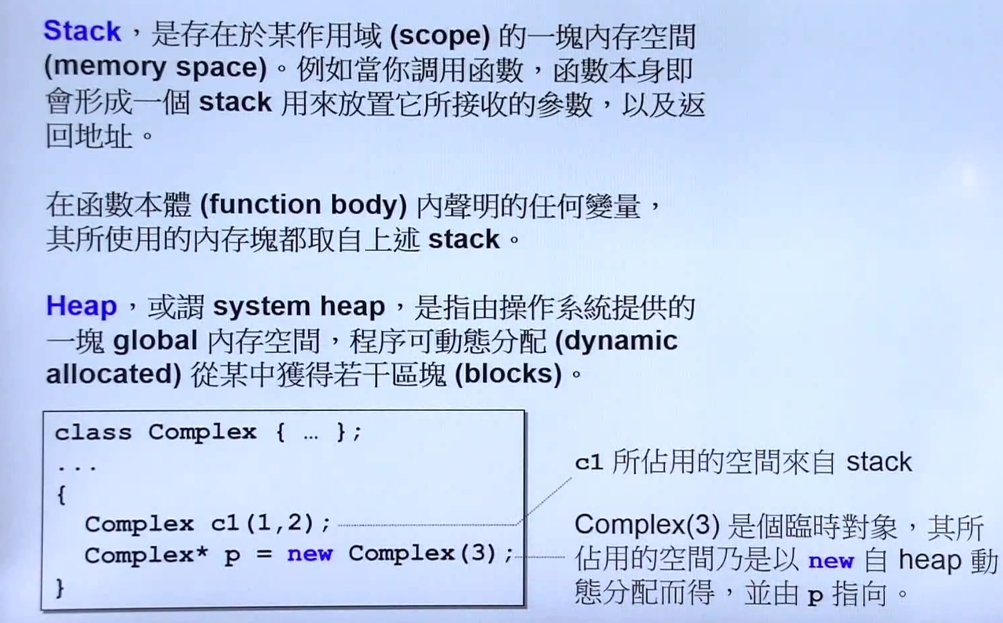 Stack，是存在於某作用域 (scope) 的一塊內存空間
(memory space)。例如當你調用函數，函數本身即
會形成一個 stack 用來放置它所接收的參數，以及返
回地址。
在函數本體 (function body) 內聲明的任何變量，
其所使用的內存塊都取自上述 stack。
Heap，或謂 system heap，是指由操作系統提供的
一塊 global 內存空間，程序可動態分配 (dynamic
allocated) 從某中獲得若干區塊 (blocks)。
class Complex { … };
...
{
  Complex c1(1,2);
  Complex* p = new Complex(3);
}
c1 所佔用的空間來自 stack
Complex(3) 是個臨時對象，其所
佔用的空間乃是以 new 自 heap 動
態分配而得，並由 p 指向。